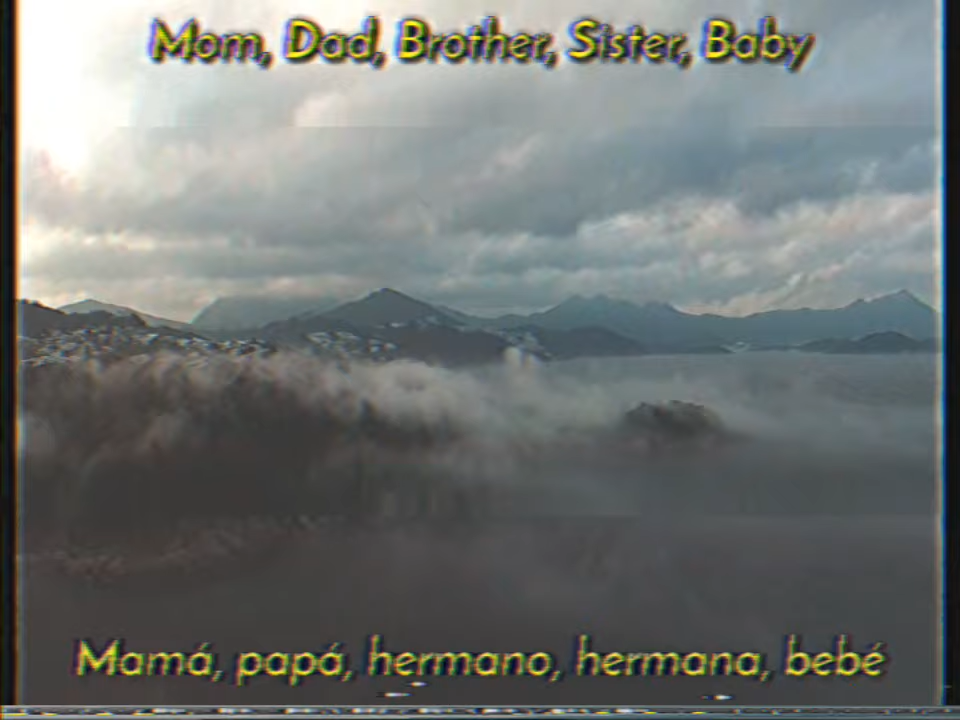 Mom, Dad, Brother, Sister, Baby
Mamá, papá, hermano, hermana, bebé